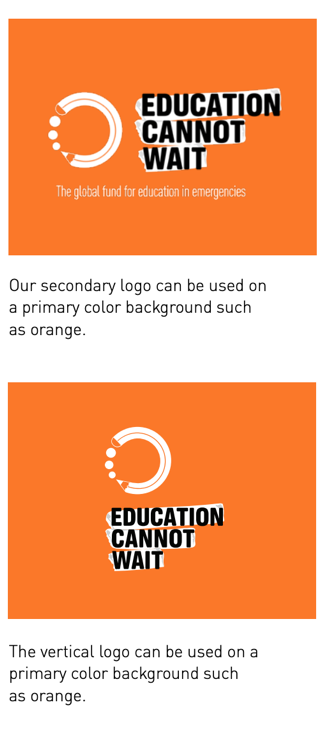 EDUCATION
CANNOT
WAIT
The global fund for education in emergencies
Our secondary logo can be used on
a primary color background such
as orange.
EDUCATION
CANNOT
WAIT
The vertical logo can be used on a
primary color background such
as orange.